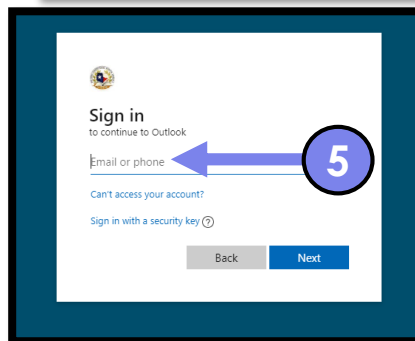 Sign in
to continue to Outlook
Email or phone
5
Can't access your account?
Sign in with a security key ?
Back Next